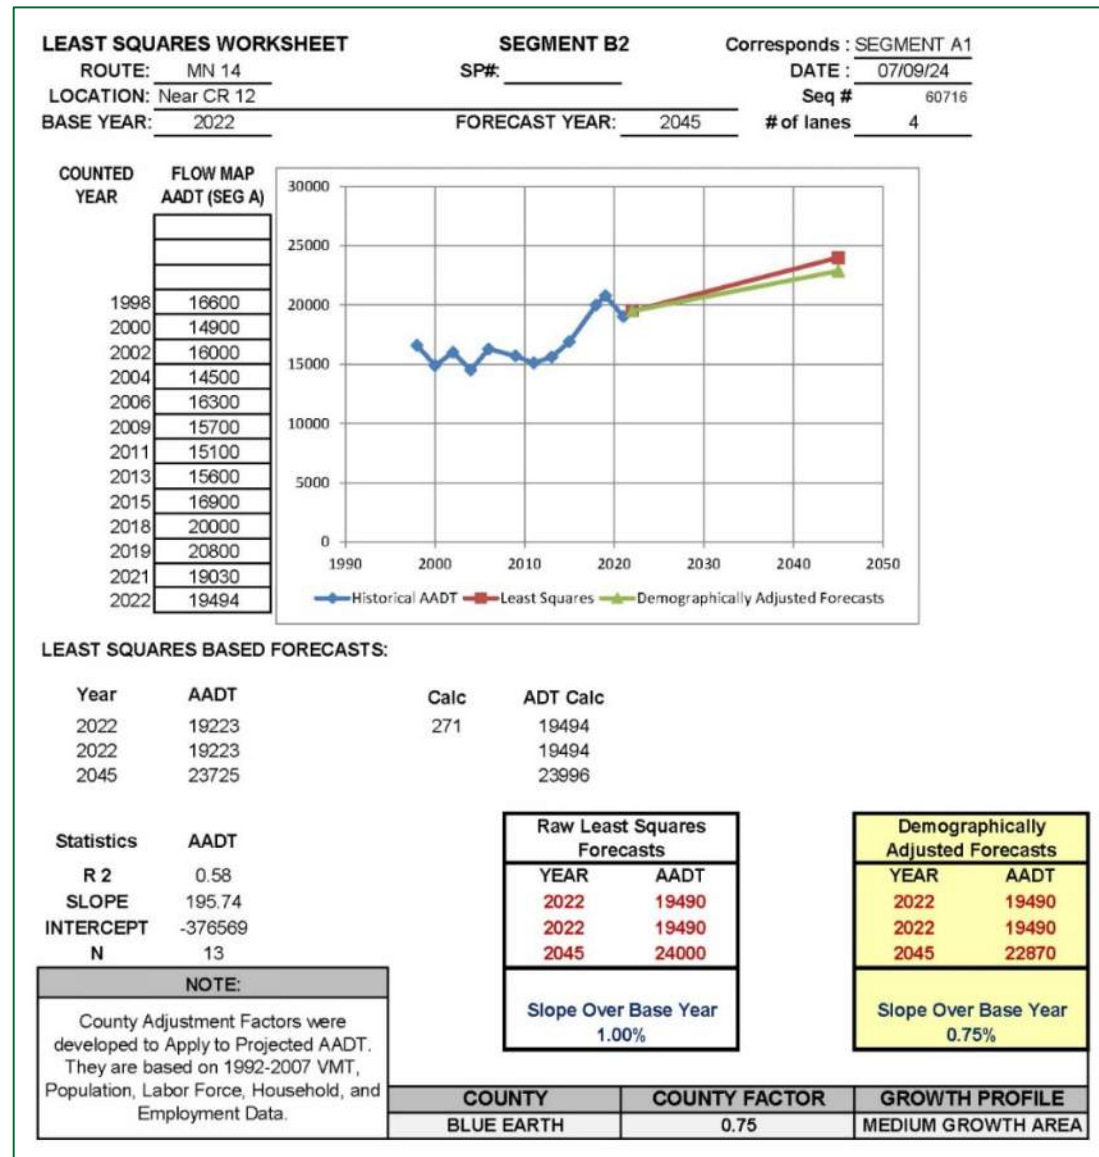 LEAST SQUARES WORKSHEET SEGMENT B2 Corresponds : SEGMENT A1
ROUTE: MN 14 SP#: DATE : 07/09/24
LOCATION: Near CR 12 Seq # 60716
BASE YEAR: 2022 FORECAST YEAR: 2045 # of lanes 4
COUNTED FLOW MAP
YEAR AADT (SEG A)
1998 16600
2000 14900
2002 16000
2004 14500
2006 16300
2009 15700
2011 15100
2013 15600
2015 16900
2018 20000
2019 20800
2021 19030
2022 19494
30000
25000
20000
15000
10000
5000
0
1990 2000 2010 2020 2030 2040 2050
Historical AADT Least Squares Demographically Adjusted Forecasts
LEAST SQUARES BASED FORECASTS:
Year AADT Calc ADT Calc
2022 19223 271 19494
2022 19223 19494
2045 23725 23996
Statistics AADT
R 2 0.58
SLOPE 195.74
INTERCEPT -376569
N 13
Raw Least Squares
Forecasts
YEAR AADT
2022 19490
2022 19490
2045 24000
Slope Over Base Year
1.00%
Demographically
Adjusted Forecasts
YEAR AADT
2022 19490
2022 19490
2045 22870
Slope Over Base Year
0.75%
NOTE:
County Adjustment Factors were
developed to Apply to Projected AADT.
They are based on 1992-2007 VMT,
Population, Labor Force, Household, and
Employment Data.
COUNTY COUNTY FACTOR GROWTH PROFILE
BLUE EARTH 0.75 MEDIUM GROWTH AREA